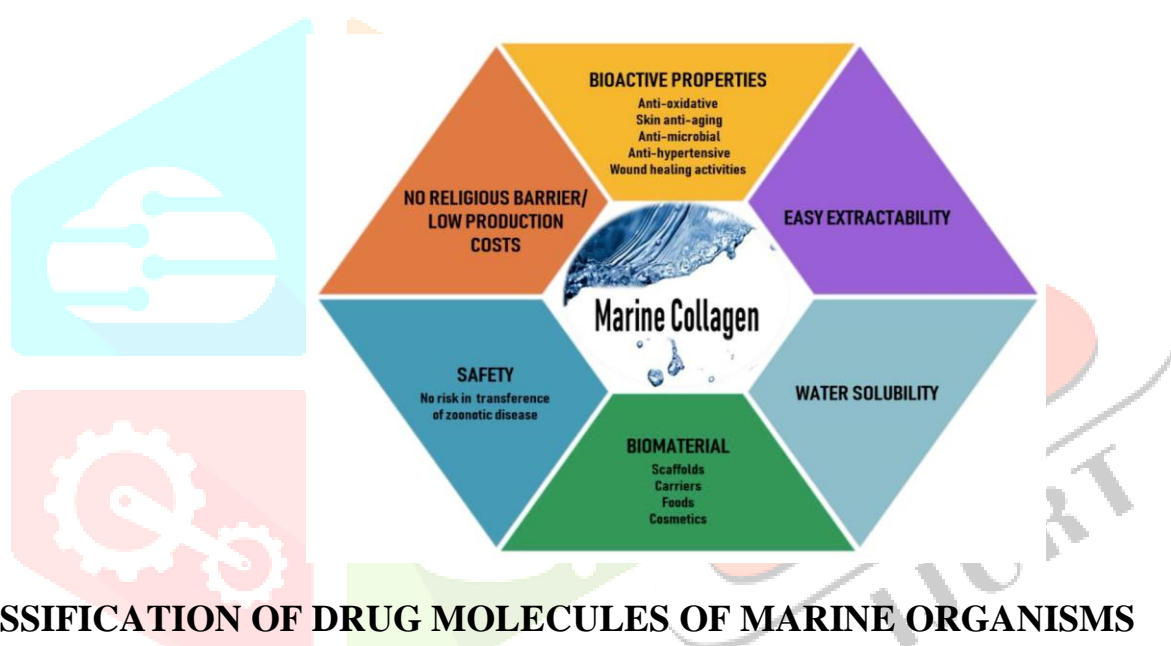 BIOACTIVE PROPERTIES
Anti-oxidative
Skin anti-aging
Anti-microbial
Anti-hypertensive
Wound healing activities
NO RELIGIOUS BARRIER/
LOW PRODUCTION
COSTS
EASY EXTRACTABILITY
Marine Collagen
SAFETY
No risk in transference
of zoonotic disease
WATER SOLUBILITY
BIOMATERIAL
Scaffolds
Carriers
Foods
Cosmetics
SSIFICATION OF DRUG MOLECULES OF MARINE ORGANISMS